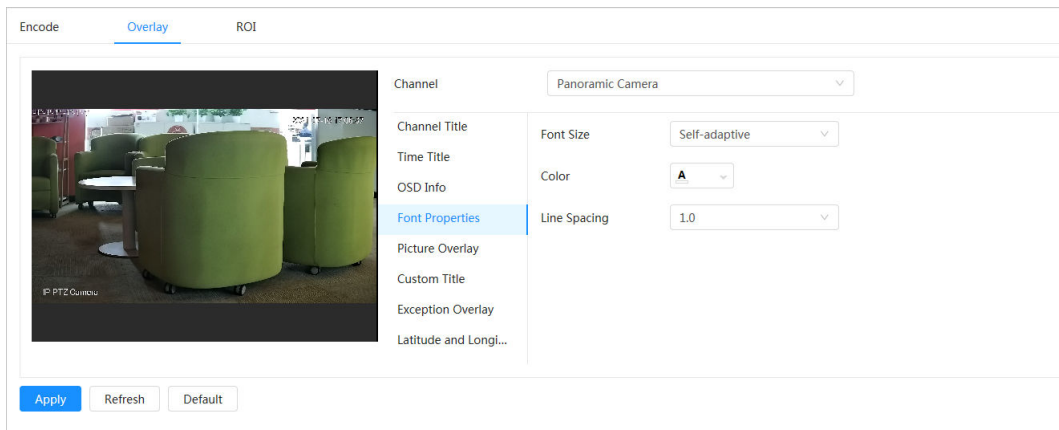 Encode Overlay ROI
Channel Panoramic Camera
Channel Title
Time Title
OSD Info
Font Properties
Picture Overlay
Custom Title
Exception Overlay
Latitude and Longi...
Font Size Self-adaptive
Color A
Line Spacing 1.0
IP PTZ Camera
Apply Refresh Default